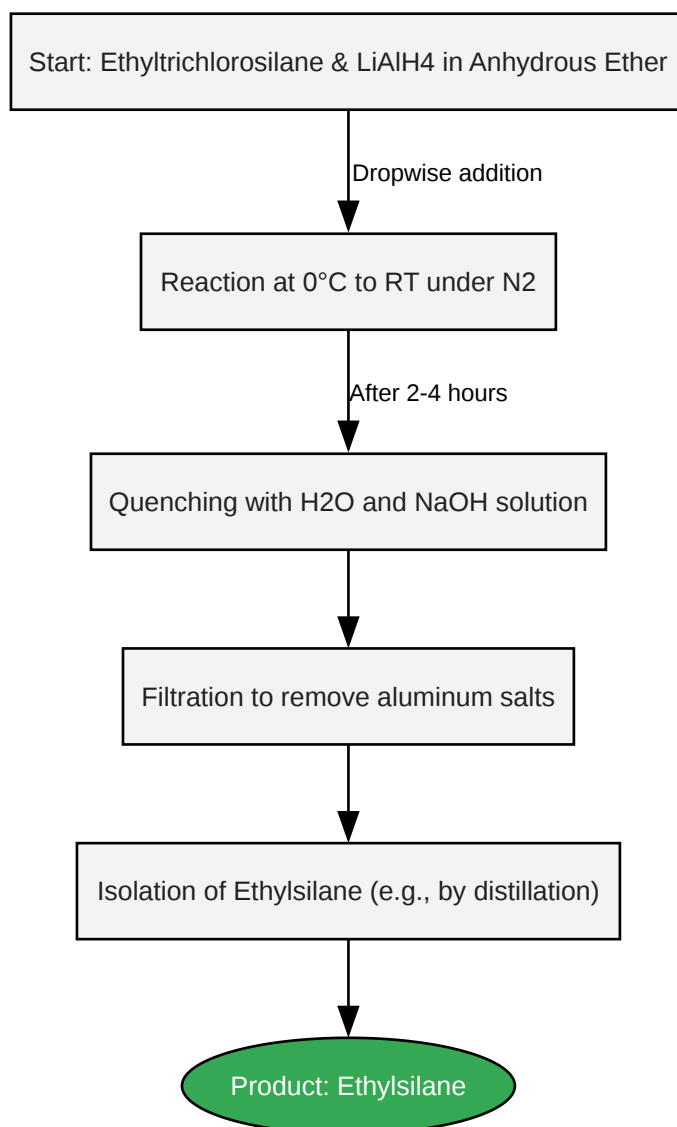 Start: Ethyltrichlorosilane & LiAlH4 in Anhydrous Ether
Dropwise addition
Reaction at 0°C to RT under N2
After 2-4 hours
Quenching with H2O and NaOH solution
Filtration to remove aluminum salts
Isolation of Ethylsilane (e.g., by distillation)
Product: Ethylsilane